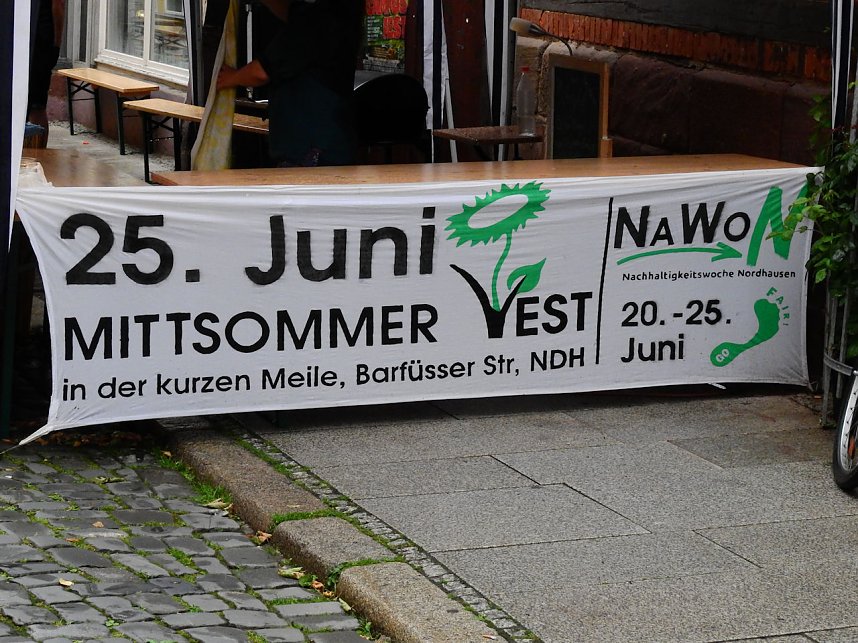 25. Juni
MITTSOMMER VEST
in der kurzen Meile, Barfüsser Str, NDH
NAWON
Nachhaltigkeitswoche Nordhausen
20.-25.
Juni
GO FAIR!